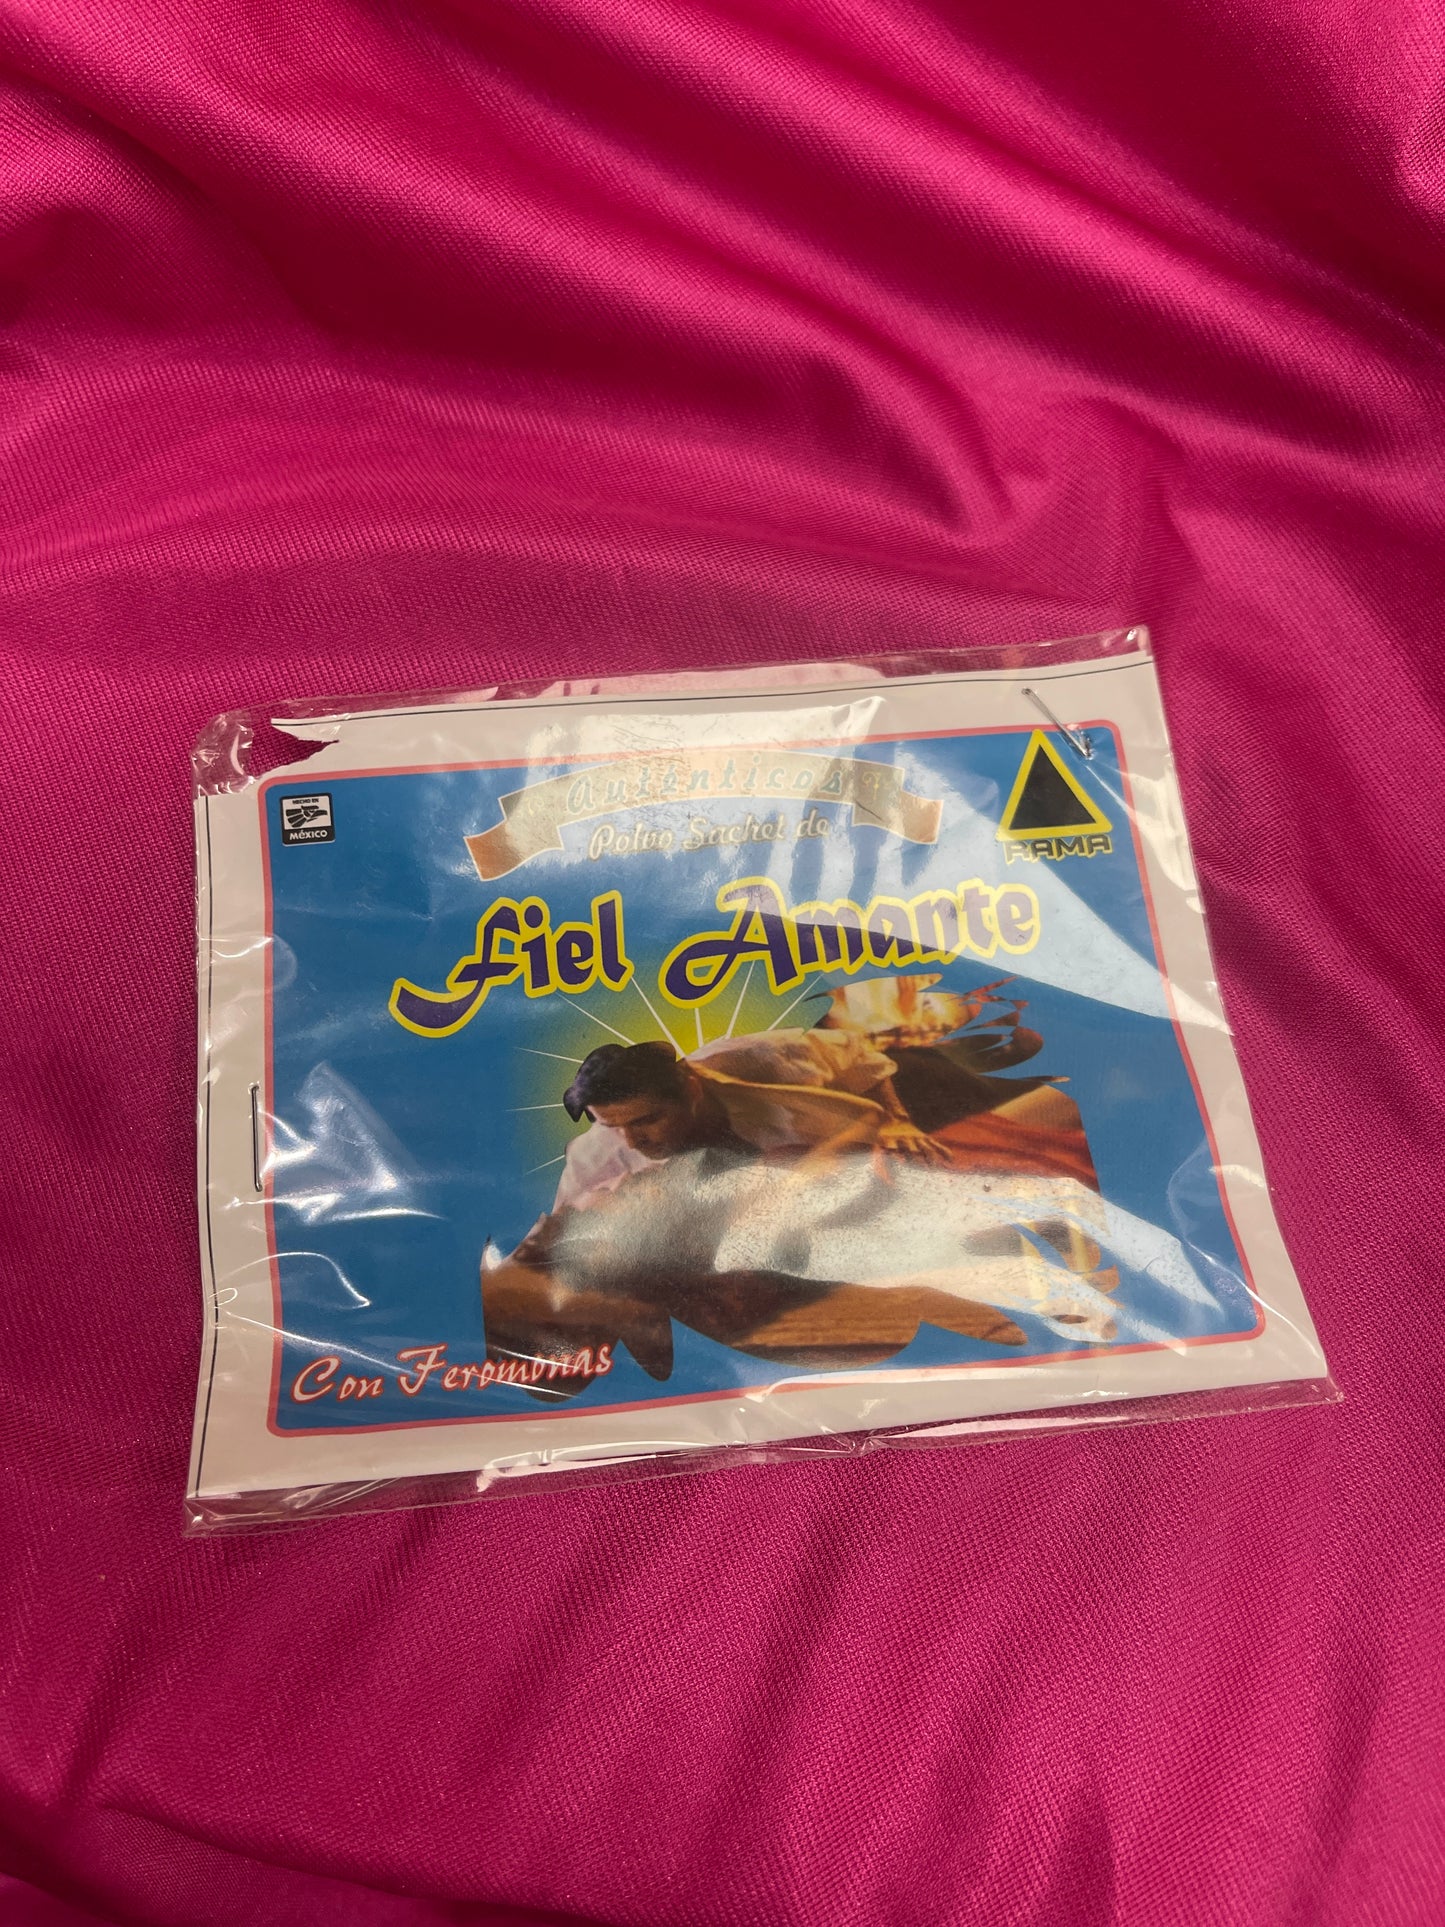 Auténticos
Polvo Sachet de
HECHO EN
MÉXICO
RAMA
Fiel Amante
Con Feromonas